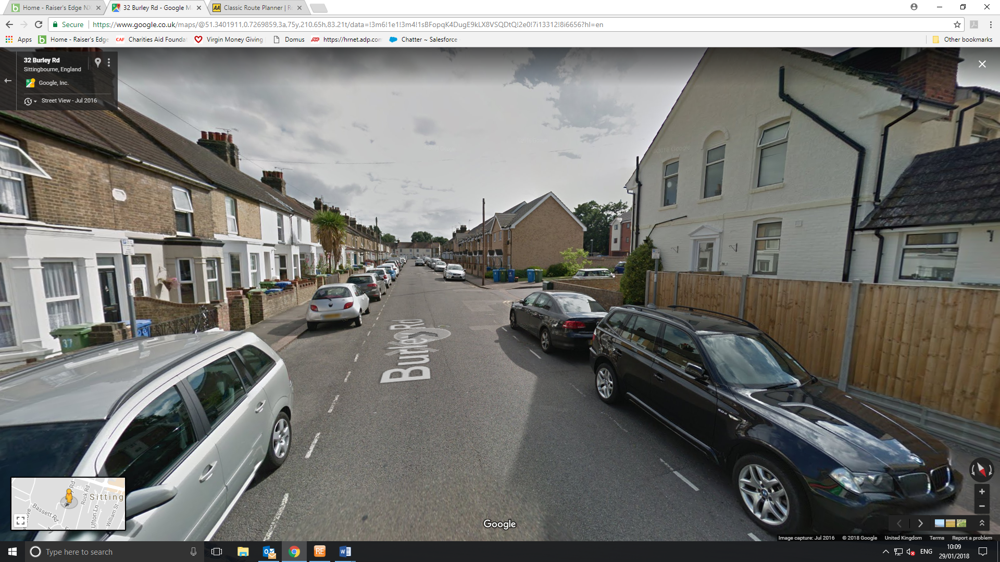 Home - Raiser's Edge NX
32 Burley Rd - Google M
Classic Route Planner | R
Secure
https://www.google.co.uk/maps/@51.3401911,0.7269859,3a,75y,210.65h,83.21t/data=!3m6!1e1!3m4!1sBFopqK4DugE9kLX8VSQDtQ!2e0!7i13312!8i6656?hl=en
Apps
Home - Raiser's Edge
CAF
Charities Aid Founda
Virgin Money Giving
Domus
https://hrnet.adp.com
Chatter ~ Salesforce
Other bookmarks
32 Burley Rd
Sittingbourne, England
Google, Inc.
Street View - Jul 2016
37
Burley Rd
Bassett Rd
Rock Rd
Ufton Ln
William St
Sitting
Google
Image capture: Jul 2016
© 2018 Google
United Kingdom
Terms
Report a problem
Type here to search
RE
ENG
10:09
29/01/2018